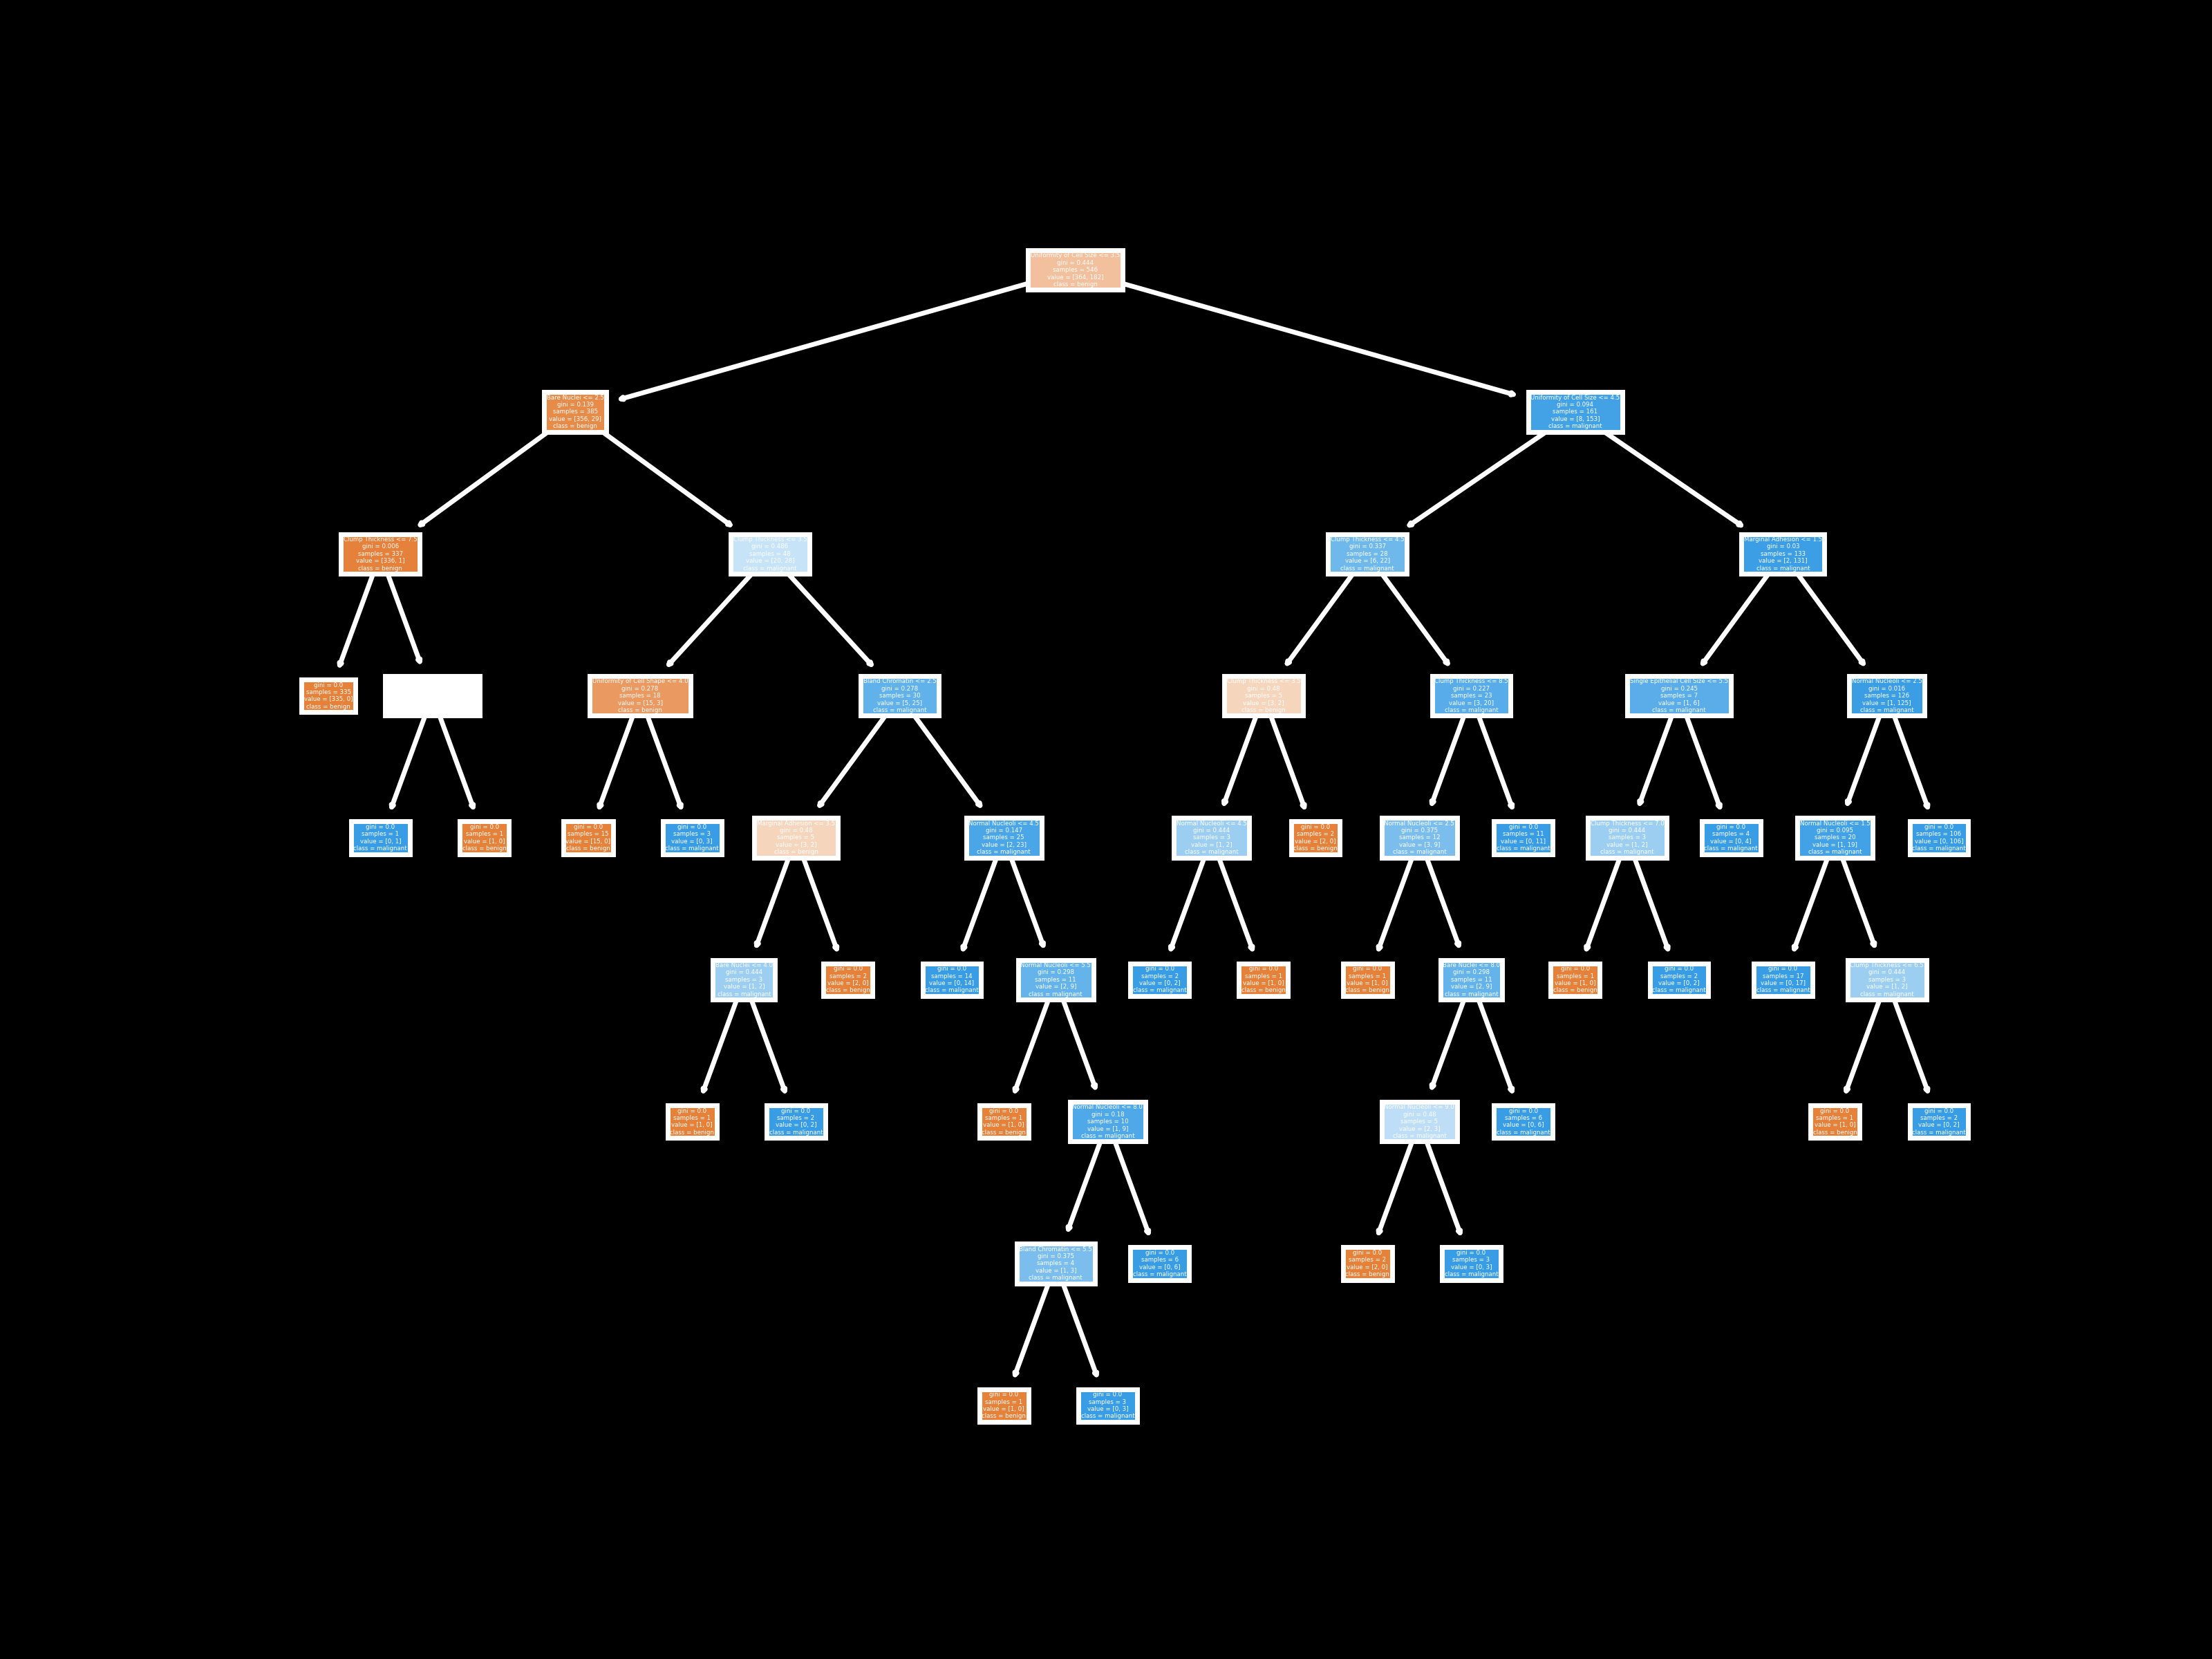 Uniformity of Cell Size <= 3.5
gini = 0.444
samples = 546
value = [364, 182]
class = benign
Bare Nuclei <= 2.5
gini = 0.139
samples = 385
value = [356, 29]
class = benign
Uniformity of Cell Size <= 4.5
gini = 0.094
samples = 161
value = [8, 153]
class = malignant
Clump Thickness <= 7.5
gini = 0.006
samples = 337
value = [336, 1]
class = benign
Clump Thickness <=
gini = 0.486
samples = 48
value = [20, 28]
class = malignant
Clump Thickness <= 4.5
gini = 0.337
samples = 28
value = [6, 22]
class = malignant
Marginal Adhesion <= 1.5
gini = 0.03
samples = 133
value = [2, 131]
class = malignant
gini = 0.0
samples = 335
value = [335, 0]
class = benign
Uniformity of Cell Shape <= 4.0
gini = 0.278
samples = 18
value = [15, 3]
class = benign
Bland Chromatin <= 2.5
gini = 0.278
samples = 30
value = [5, 25]
class = malignant
Clump Thickness <=
gini = 0.48
samples = 5
value = [3, 2]
class = benign
Clump Thickness <= 8.5
gini = 0.227
samples = 23
value = [3, 20]
class = malignant
Single Epithelial Cell Size <= 5.5
gini = 0.245
samples = 7
value = [1, 6]
class = malignant
Normal Nucleoli <= 2.5
gini = 0.016
samples = 126
value = [1, 125]
class = malignant
gini = 0.0
samples = 1
value = [0, 1]
class = malignant
gini = 0.0
samples = 1
value = [1, 0]
class = benign
gini = 0.0
samples = 15
value = [15, 0]
class = benign
gini = 0.0
samples = 3
value = [0, 3]
class = malignant
Marginal Adhesion <=
gini = 0.48
samples = 5
value = [3, 2]
class = benign
Normal Nucleoli <= 4.5
gini = 0.147
samples = 25
value = [2, 23]
class = malignant
Normal Nucleoli <= 4.5
gini = 0.444
samples = 3
value = [1, 2]
class = malignant
gini = 0.0
samples = 2
value = [2, 0]
class = benign
Normal Nucleoli <= 2.5
gini = 0.375
samples = 12
value = [3, 9]
class = malignant
gini = 0.0
samples = 11
value = [0, 11]
class = malignant
Clump Thickness <= 7.0
gini = 0.444
samples = 3
value = [1, 2]
class = malignant
gini = 0.0
samples = 4
value = [0, 4]
class = malignant
Normal Nucleoli <= 1.5
gini = 0.095
samples = 20
value = [1, 19]
class = malignant
gini = 0.0
samples = 106
value = [0, 106]
class = malignant
Bare Nuclei <=
gini = 0.444
samples = 3
value = [1, 2]
class = malignant
gini = 0.0
samples = 2
value = [2, 0]
class = benign
gini = 0.0
samples = 14
value = [0, 14]
class = malignant
Normal Nucleoli <= 5.5
gini = 0.298
samples = 11
value = [2, 9]
class = malignant
gini = 0.0
samples = 2
value = [0, 2]
class = malignant
gini = 0.0
samples = 1
value = [1, 0]
class = benign
gini = 0.0
samples = 1
value = [1, 0]
class = benign
Bare Nuclei <= 8.0
gini = 0.298
samples = 11
value = [2, 9]
class = malignant
gini = 0.0
samples = 1
value = [1, 0]
class = benign
gini = 0.0
samples = 2
value = [0, 2]
class = malignant
gini = 0.0
samples = 17
value = [0, 17]
class = malignant
Clump Thickness <=
gini = 0.444
samples = 3
value = [1, 2]
class = malignant
gini = 0.0
samples = 1
value = [1, 0]
class = benign
gini = 0.0
samples = 2
value = [0, 2]
class = malignant
gini = 0.0
samples = 1
value = [1, 0]
class = benign
Normal Nucleoli <= 8.0
gini = 0.18
samples = 10
value = [1, 9]
class = malignant
Normal Nucleoli <=
gini = 0.48
samples = 5
value = [2, 3]
class = malignant
gini = 0.0
samples = 6
value = [0, 6]
class = malignant
gini = 0.0
samples = 1
value = [1, 0]
class = benign
gini = 0.0
samples = 2
value = [0, 2]
class = malignant
Bland Chromatin <= 5.5
gini = 0.375
samples = 4
value = [1, 3]
class = malignant
gini = 0.0
samples = 6
value = [0, 6]
class = malignant
gini = 0.0
samples = 2
value = [2, 0]
class = benign
gini = 0.0
samples = 3
value = [0, 3]
class = malignant
gini = 0.0
samples = 1
value = [1, 0]
class = benign
gini = 0.0
samples = 3
value = [0, 3]
class = malignant